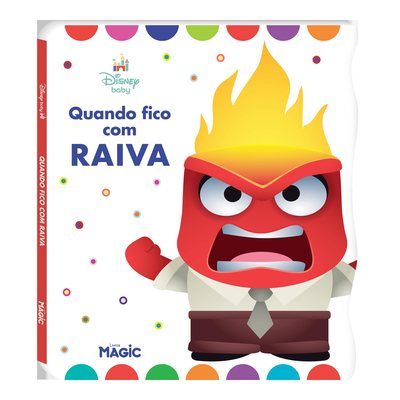 Disney
baby
Quando fico
com
RAIVA
QUANDO FICO COM RAIVA
MAGIC
MAGIC